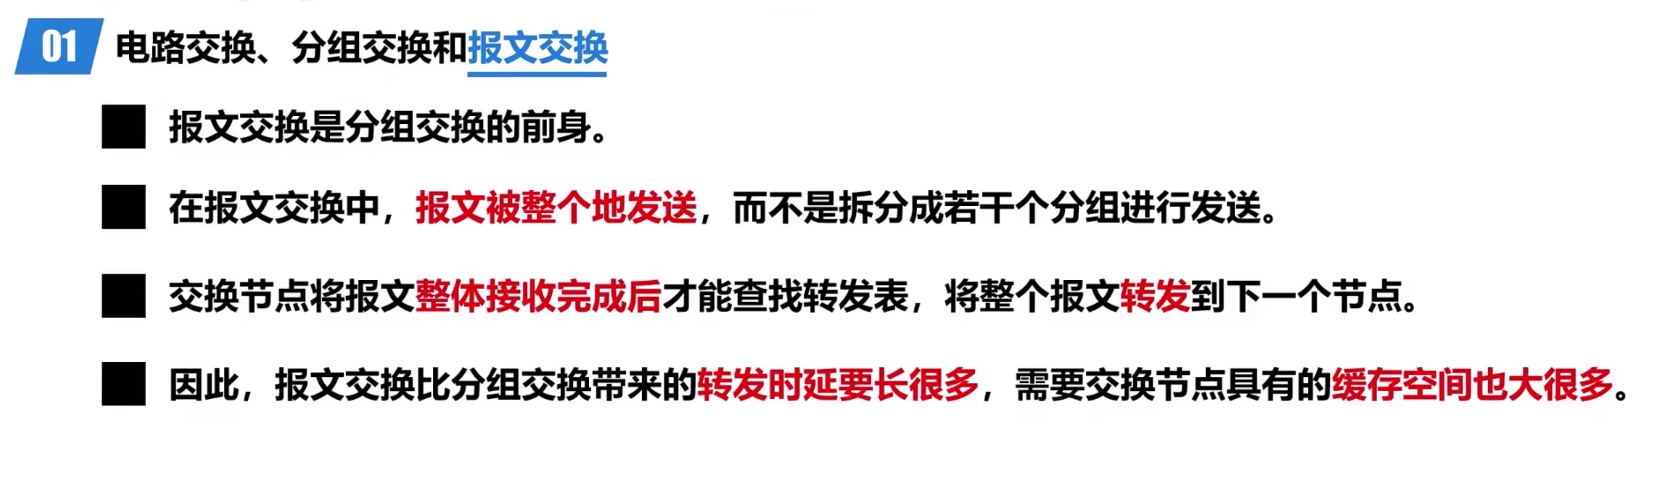 01 电路交换、分组交换和报文交换
报文交换是分组交换的前身。
在报文交换中，报文被整个地发送，而不是拆分成若干个分组进行发送。
交换节点将报文整体接收完成后才能查找转发表，将整个报文转发到下一个节点。
因此，报文交换比分组交换带来的转发时延要长很多，需要交换节点具有的缓存空间也大很多。